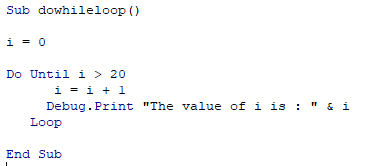 Sub dowhileloop()
i = 0
Do Until i > 20
i = i + 1
Debug.Print "The value of i is : " & i
Loop
End Sub